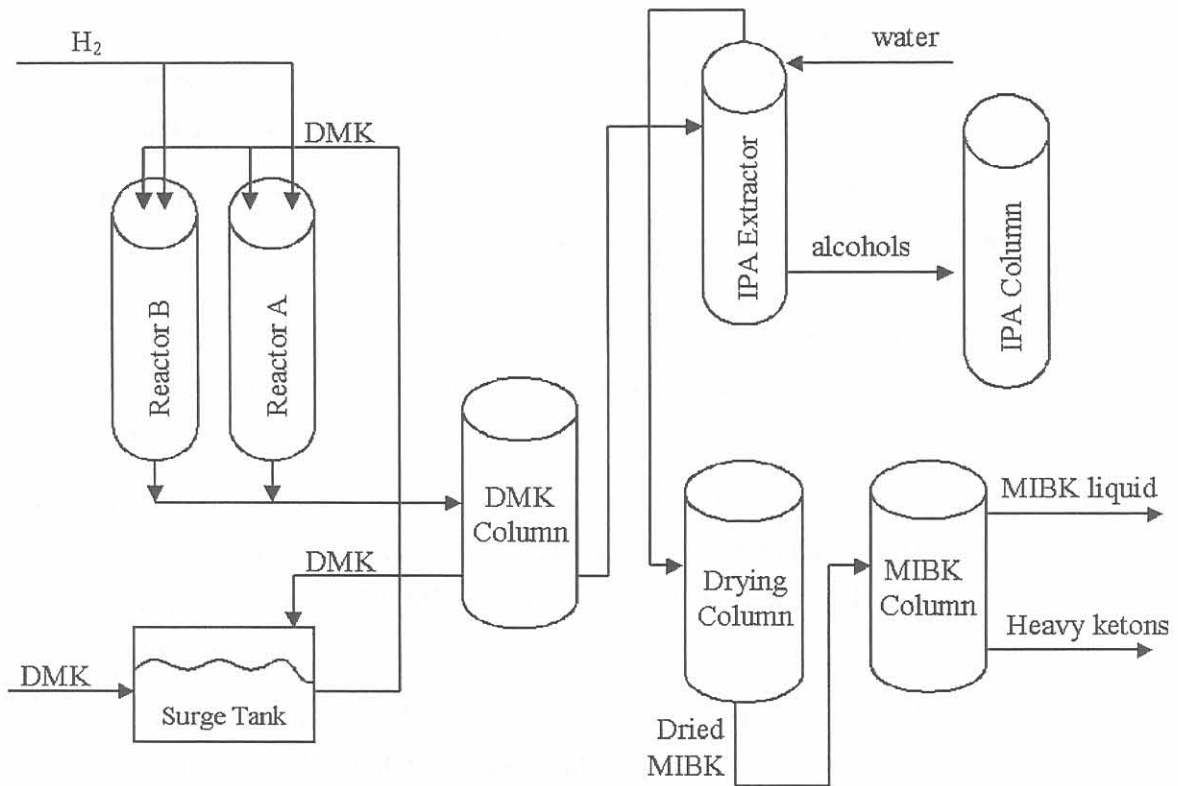 H₂
water
DMK
IPA Extractor
IPA Column
alcohols
Reactor B
Reactor A
DMK
Column
MIBK liquid
DMK
Drying
Column
MIBK
Column
Heavy ketons
DMK
Surge Tank
Dried
MIBK